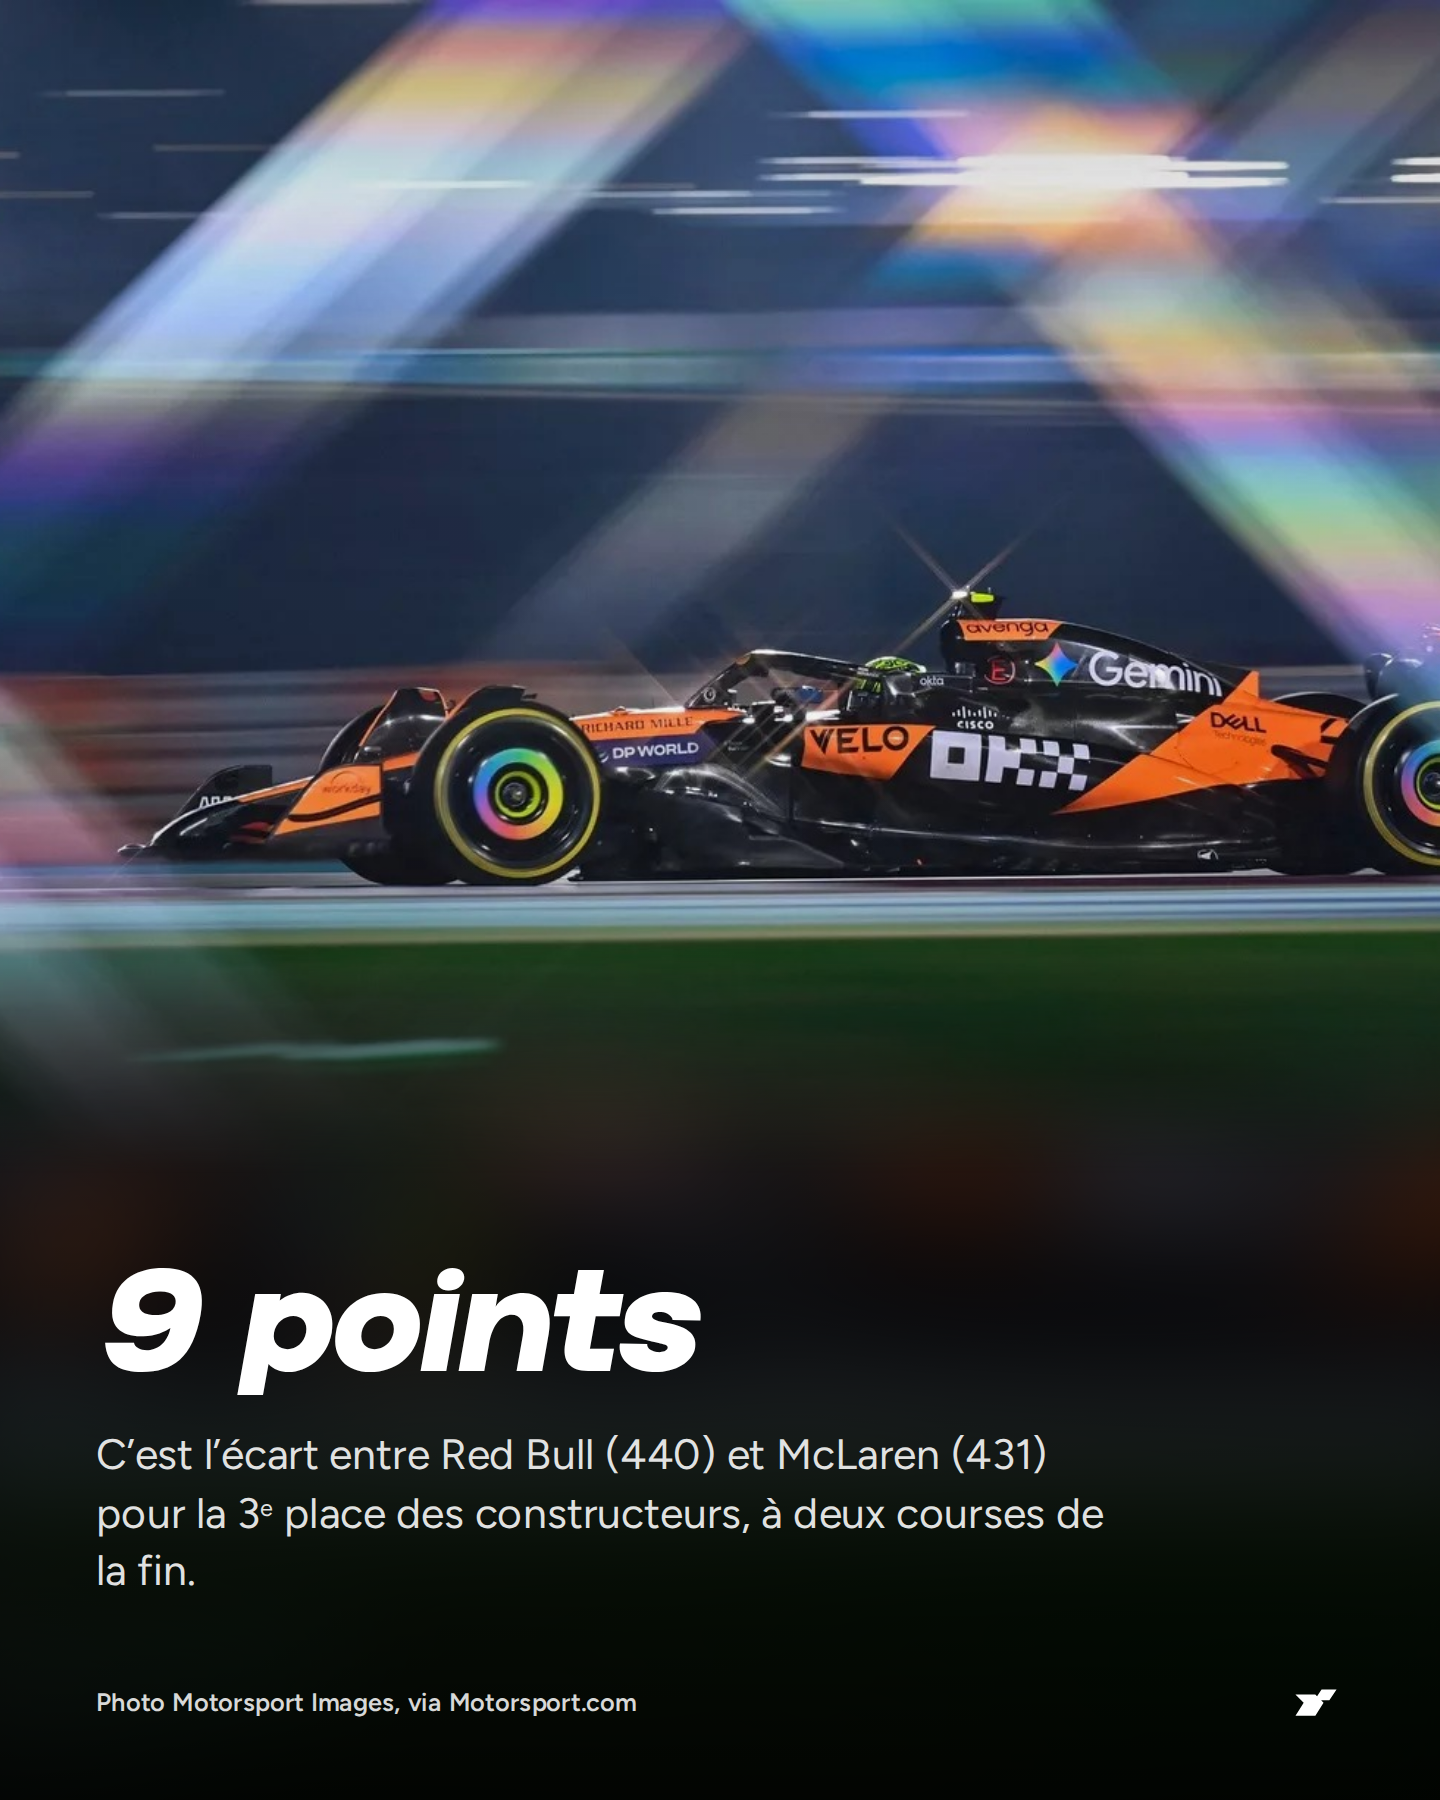 avenga
Gemini
okta
RICHARD MILLE
DP WORLD
CISCO
VELO
OKX
DELL
Technologies
workday
9 points
C’est l’écart entre Red Bull (440) et McLaren (431)
pour la 3ᵉ place des constructeurs, à deux courses de
la fin.
Photo Motorsport Images, via Motorsport.com